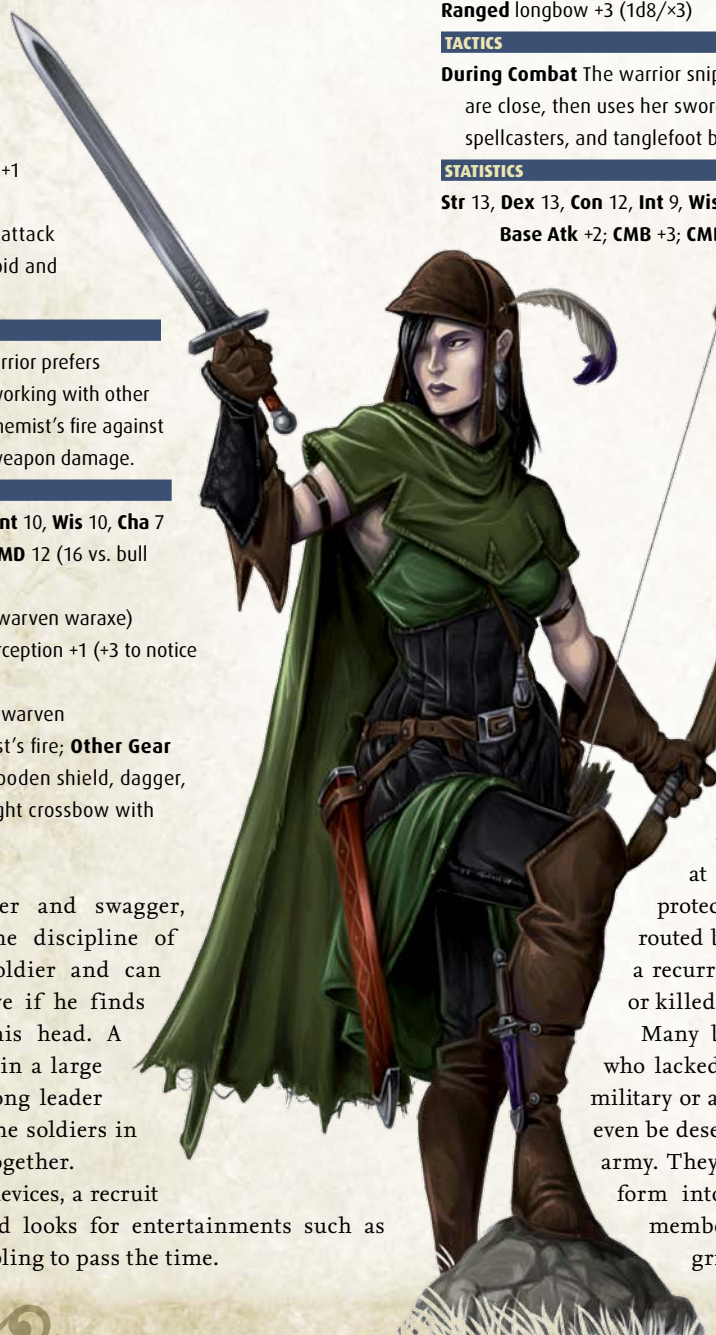 +1
attack
oid and
rrior prefers
working with other
hemist's fire against
weapon damage.
nt 10, Wis 10, Cha 7
MD 12 (16 vs. bull
warven waraxe)
rception +1 (+3 to notice
warven
st's fire; Other Gear
ooden shield, dagger,
ght crossbow with
er and swagger,
ne discipline of
oldier and can
ve if he finds
his head. A
in a large
ong leader
he soldiers in
ogether.
levices, a recruit
d looks for entertainments such as
bling to pass the time.
Ranged longbow +3 (1d8/×3)
TACTICS
During Combat The warrior snip
are close, then uses her swor
spellcasters, and tanglefoot b
STATISTICS
Str 13, Dex 13, Con 12, Int 9, Wis
Base Atk +2; CMB +3; CM
at
protec
routed b
a recurr
or killed
Many b
who lacked
military or a
even be dese
army. They
form into
membe
gri